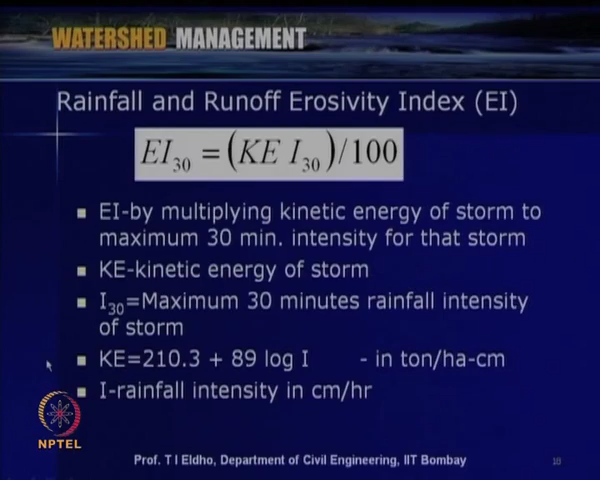 WATERSHED MANAGEMENT
Rainfall and Runoff Erosivity Index (EI)
EI₃₀ = (KE I₃₀)/100
EI-by multiplying kinetic energy of storm to
maximum 30 min. intensity for that storm
KE-kinetic energy of storm
I₃₀=Maximum 30 minutes rainfall intensity
of storm
KE=210.3 + 89 log I - in ton/ha-cm
I-rainfall intensity in cm/hr
NPTEL
Prof. T I Eldho, Department of Civil Engineering, IIT Bombay